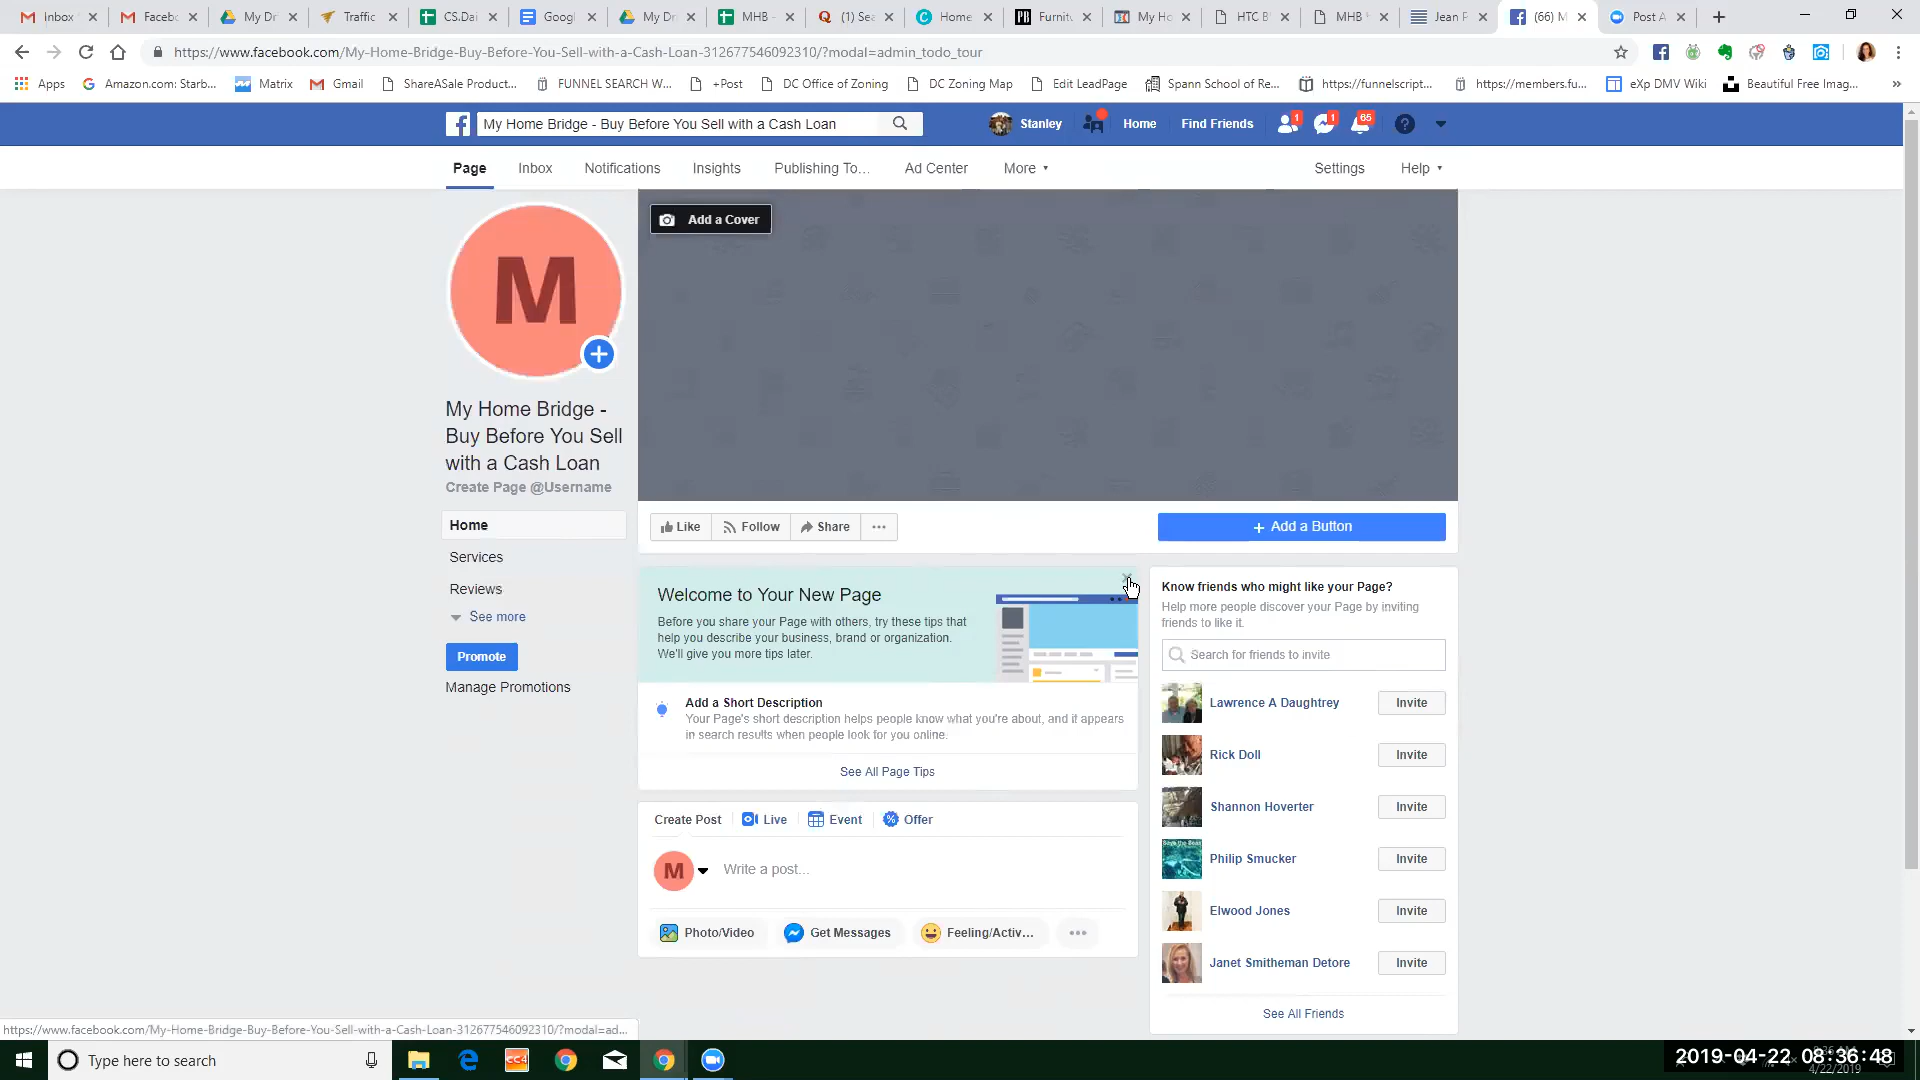 Inbox
Facebo
My Dr
Traffic
CS.Dai
Googl
My Dr
MHB -
(1) Sea
Home
Furnitu
My Ho
HTC B
MHB
Jean P
(66) M
Post A
https://www.facebook.com/My-Home-Bridge-Buy-Before-You-Sell-with-a-Cash-Loan-312677546092310/?modal=admin_todo_tour
Apps
Amazon.com: Starb...
Matrix
Gmail
ShareASale Product...
FUNNEL SEARCH W...
+Post
DC Office of Zoning
DC Zoning Map
Edit LeadPage
Spann School of Re...
https://funnelscript...
https://members.fu...
eXp DMV Wiki
Beautiful Free Imag...
My Home Bridge - Buy Before You Sell with a Cash Loan
Stanley
Home
Find Friends
1
1
65
Page
Inbox
Notifications
Insights
Publishing To...
Ad Center
More
Settings
Help
Add a Cover
M
My Home Bridge -
Buy Before You Sell
with a Cash Loan
Create Page @Username
Home
Services
Reviews
See more
Promote
Manage Promotions
Like
Follow
Share
+ Add a Button
Welcome to Your New Page
Before you share your Page with others, try these tips that
help you describe your business, brand or organization.
We'll give you more tips later.
Add a Short Description
Your Page's short description helps people know what you're about, and it appears
in search results when people look for you online.
See All Page Tips
Create Post
Live
Event
Offer
M
Write a post...
Photo/Video
Get Messages
Feeling/Activ...
Know friends who might like your Page?
Help more people discover your Page by inviting
friends to like it.
Search for friends to invite
Lawrence A Daughtrey
Invite
Rick Doll
Invite
Shannon Hoverter
Invite
Philip Smucker
Invite
Elwood Jones
Invite
Janet Smitheman Detore
Invite
See All Friends
https://www.facebook.com/My-Home-Bridge-Buy-Before-You-Sell-with-a-Cash-Loan-312677546092310/?modal=ad...
Type here to search
CC4
2019-04-22 08:36:48
4/22/2019